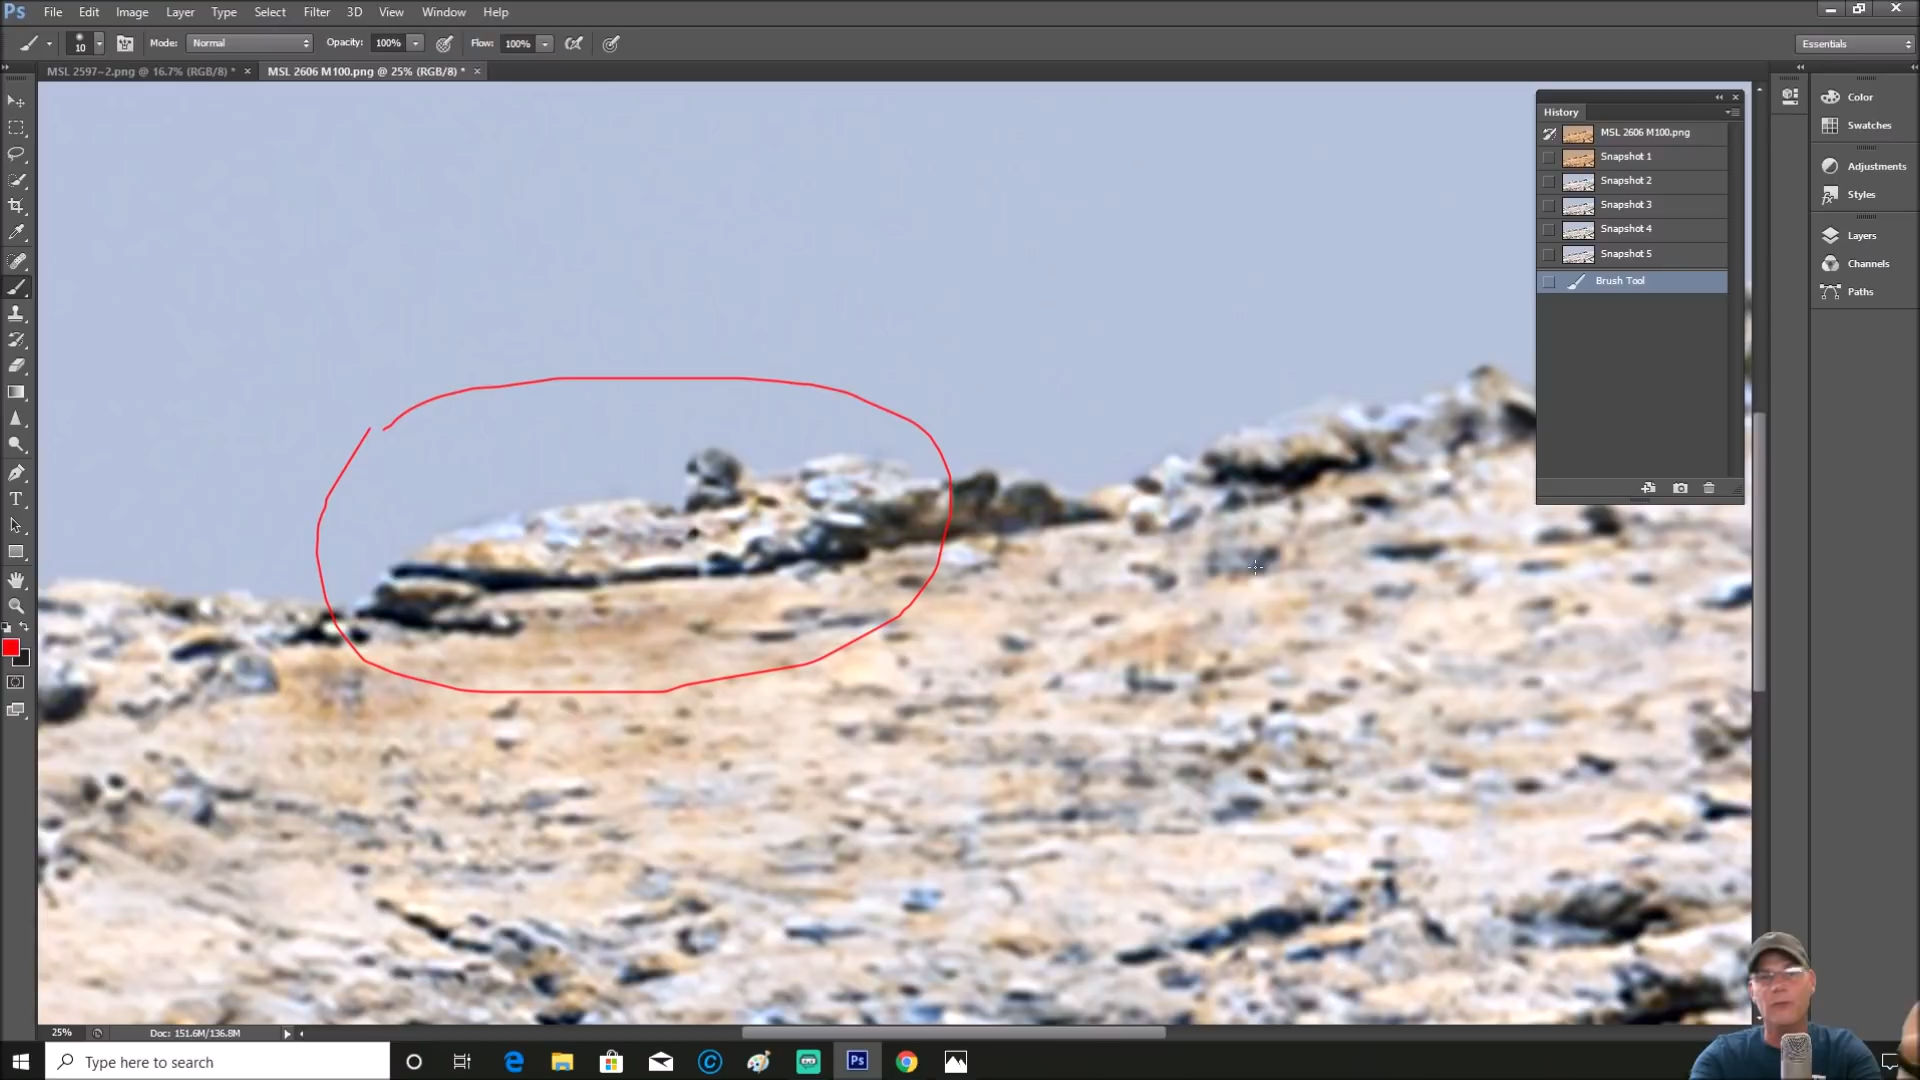 Ps File Edit Image Layer Type Select Filter 3D View Window Help
10 Mode: Normal Opacity: 100% Flow: 100% Essentials
MSL 2597~2.png @ 16.7% (RGB/8) * × MSL 2606 M100.png @ 25% (RGB/8) * ×
History
MSL 2606 M100.png
Snapshot 1
Snapshot 2
Snapshot 3
Snapshot 4
Snapshot 5
Brush Tool
Color
Swatches
Adjustments
Styles
Layers
Channels
Paths
T
25% Doc: 151.6M/136.8M
Type here to search
Ps